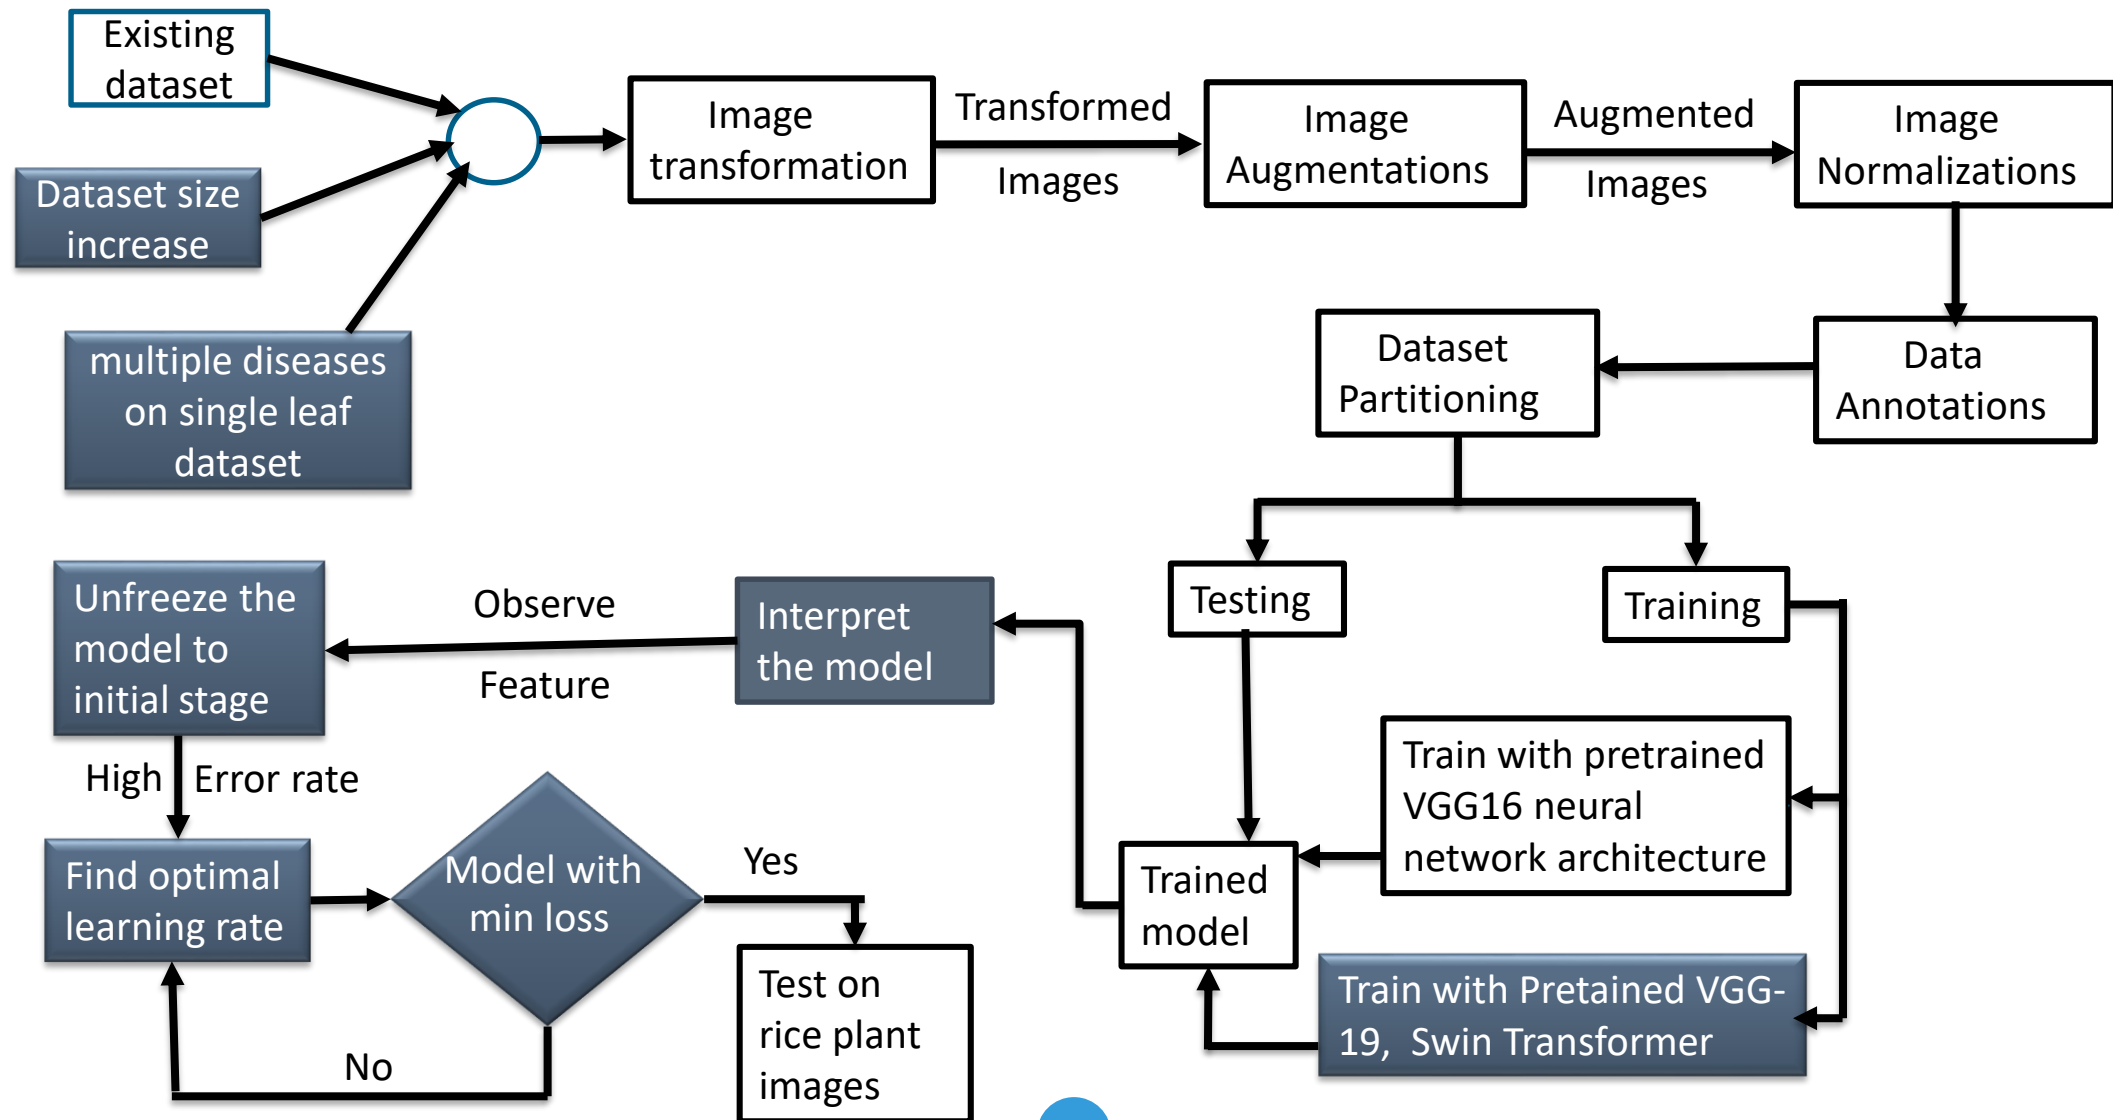 Existing
dataset
Dataset size
increase
multiple diseases
on single leaf
dataset
Image
transformation
Transformed
Images
Image
Augmentations
Augmented
Images
Image
Normalizations
Data
Annotations
Dataset
Partitioning
Testing
Training
Train with pretrained
VGG16 neural
network architecture
Train with Pretained VGG-
19, Swin Transformer
Trained
model
Interpret
the model
Observe
Feature
Unfreeze the
model to
initial stage
High Error rate
Find optimal
learning rate
Model with
min loss
Yes
No
Test on
rice plant
images